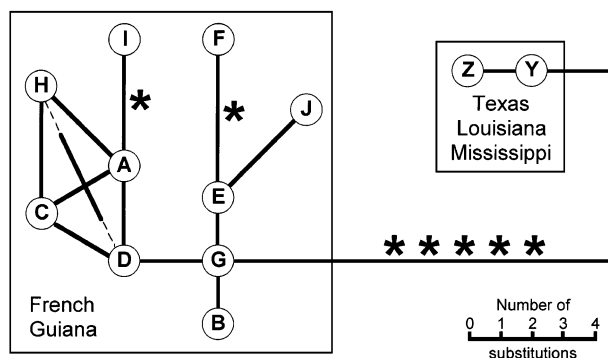 I
F
H
J
Z
Y
Texas
Louisiana
Mississippi
*
*
A
C
E
D
G
* * * * *
B
French
Guiana
Number of
0 1 2 3 4
substitutions